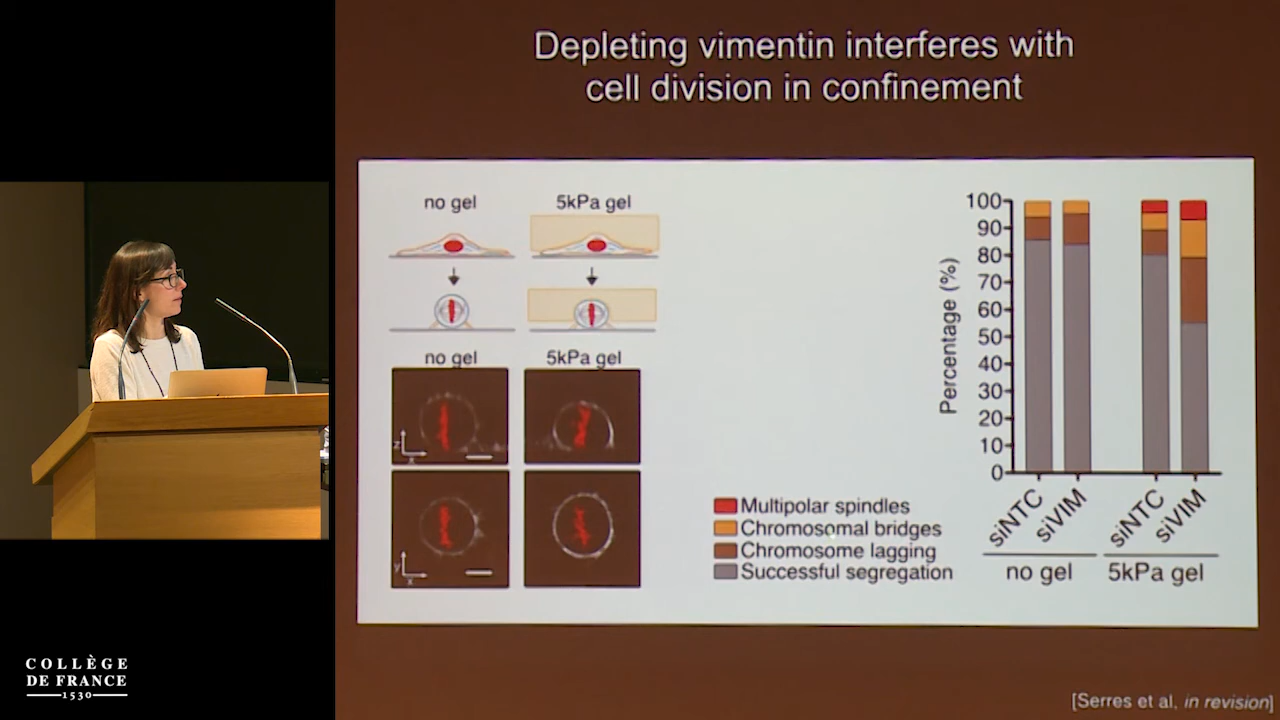 Depleting vimentin interferes with
cell division in confinement
no gel
5kPa gel
no gel
5kPa gel
z
x
y
x
Percentage (%)
100
90
80
70
60
50
40
30
20
10
0
siNTC
siVIM
siNTC
siVIM
no gel
5kPa gel
Multipolar spindles
Chromosomal bridges
Chromosome lagging
Successful segregation
[Serres et al, in revision]
COLLÈGE
DE FRANCE
1530